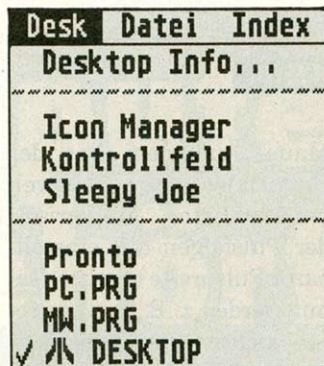 Desk Datei Index
Desktop Info...
Icon Manager
Kontrollfeld
Sleepy Joe
Pronto
PC.PRG
MW.PRG
✓ DESKTOP